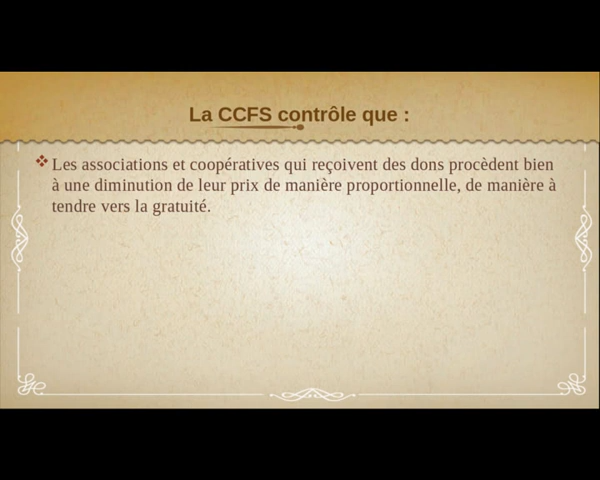 La CCFS contrôle que :
Les associations et coopératives qui reçoivent des dons procèdent bien
à une diminution de leur prix de manière proportionnelle, de manière à
tendre vers la gratuité.